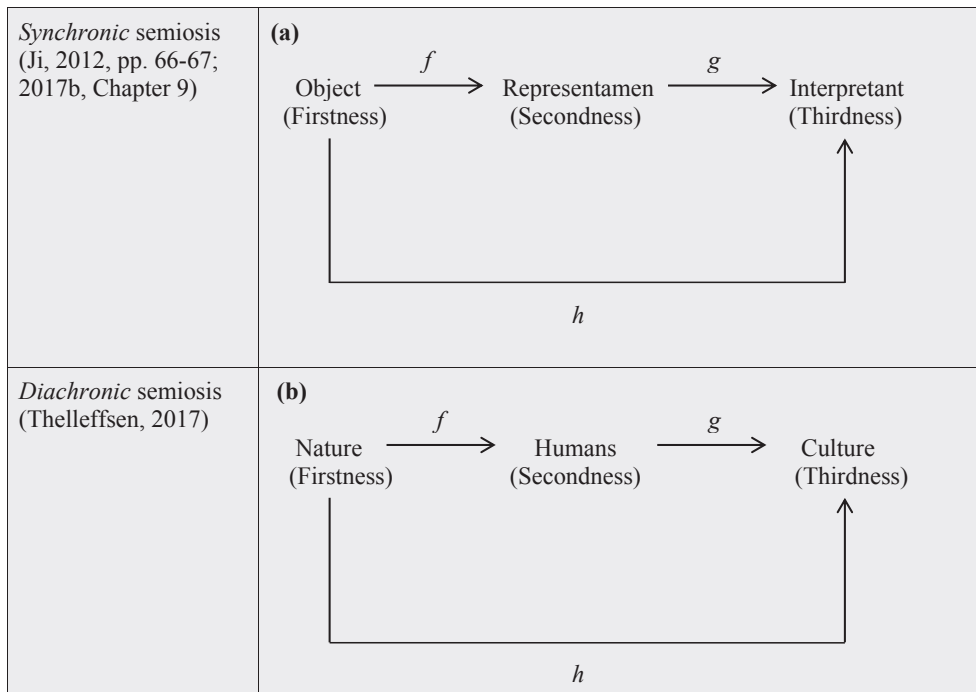 Synchronic semiosis
(Ji, 2012, pp. 66-67;
2017b, Chapter 9)
(a)
f
g
Object
Representamen
Interpretant
(Firstness)
(Secondness)
(Thirdness)
h
Diachronic semiosis
(Thelleffsen, 2017)
(b)
f
g
Nature
Humans
Culture
(Firstness)
(Secondness)
(Thirdness)
h